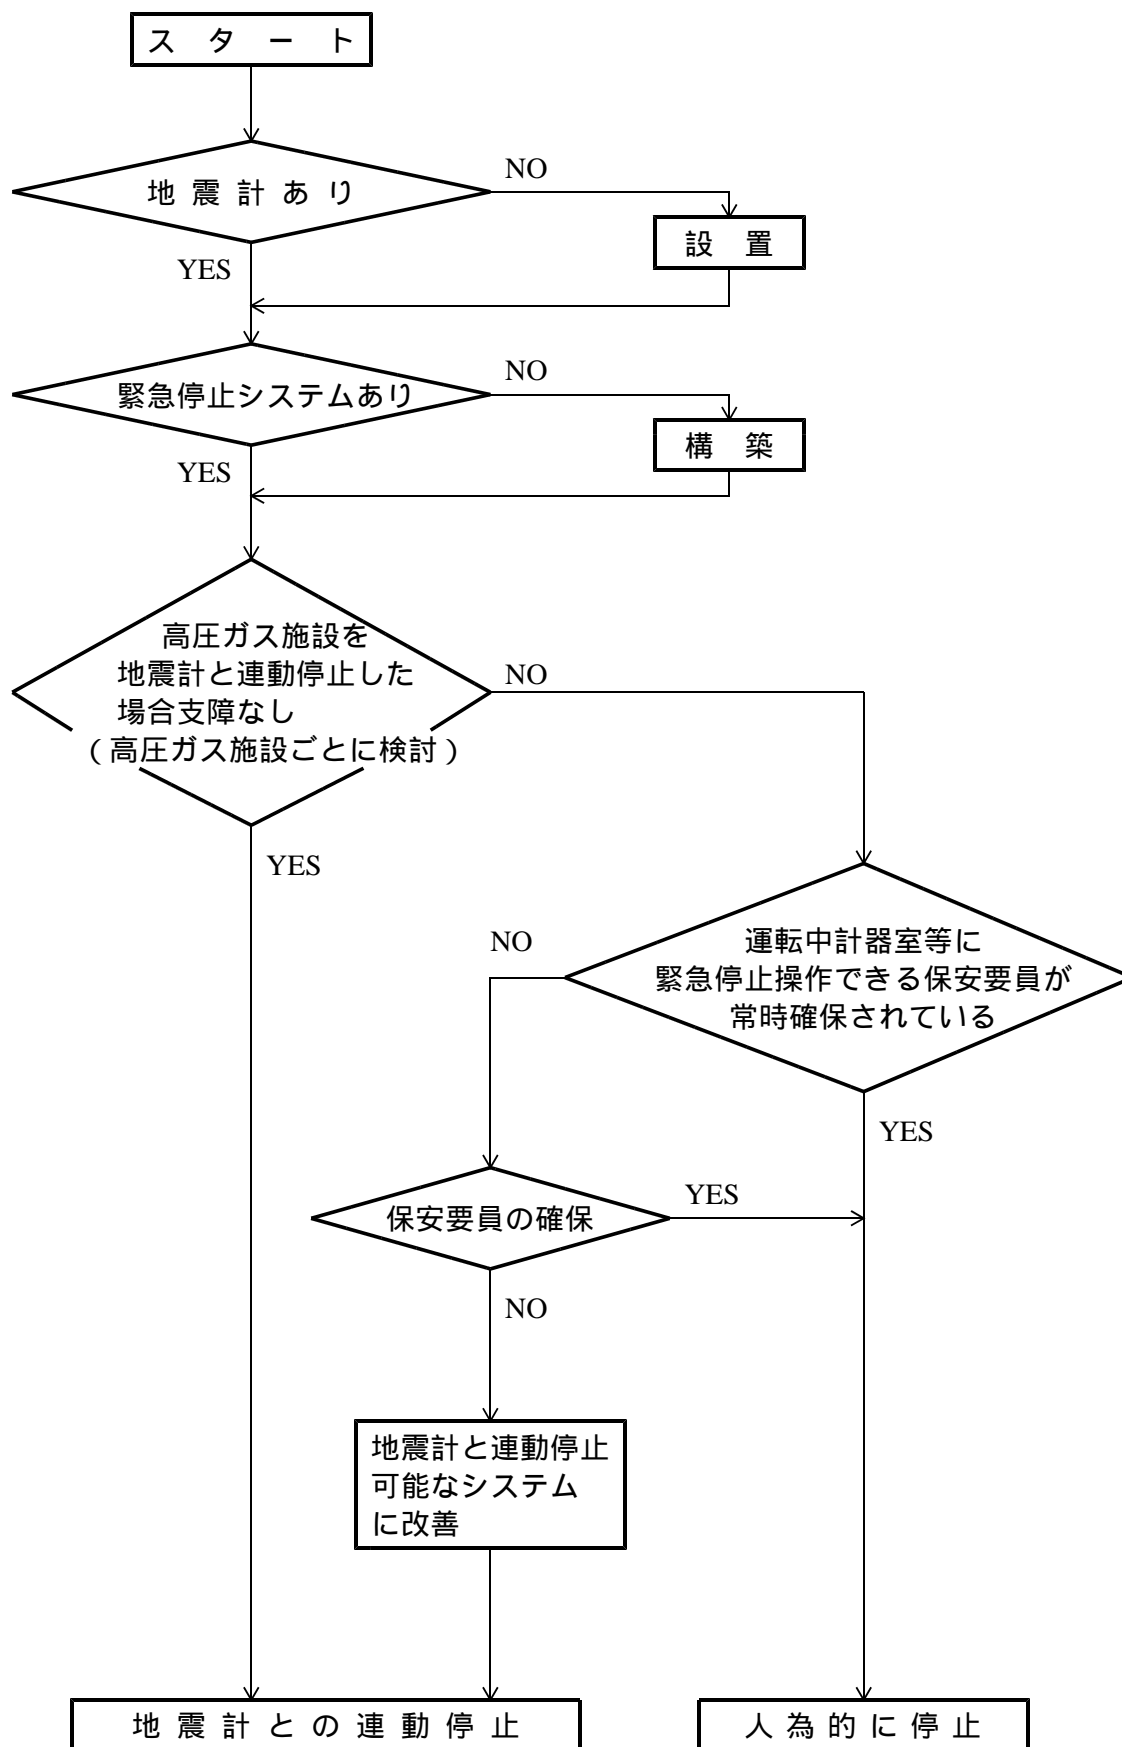 スタート
地震計あり
NO
設置
YES
緊急停止システムあり
NO
構築
YES
高圧ガス施設を
地震計と連動停止した
場合支障なし
(高圧ガス施設ごとに検討)
NO
YES
運転中計器室等に
緊急停止操作できる保安要員が
常時確保されている
NO
YES
保安要員の確保
YES
NO
地震計と連動停止
可能なシステム
に改善
地震計との連動停止
人為的に停止